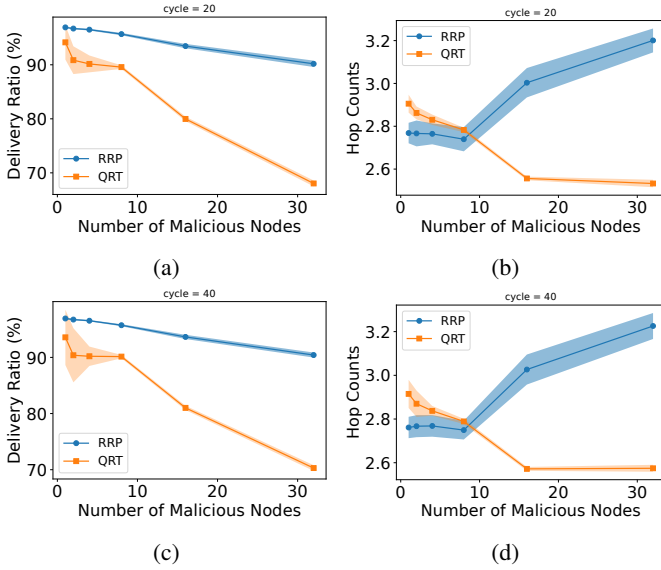 cycle = 20
Delivery Ratio (%)
90
80
70
RRP
QRT
0 10 20 30
Number of Malicious Nodes
(a)
cycle = 20
Hop Counts
3.2
3.0
2.8
2.6
RRP
QRT
0 10 20 30
Number of Malicious Nodes
(b)
cycle = 40
Delivery Ratio (%)
90
80
70
RRP
QRT
0 10 20 30
Number of Malicious Nodes
(c)
cycle = 40
Hop Counts
3.2
3.0
2.8
2.6
RRP
QRT
0 10 20 30
Number of Malicious Nodes
(d)